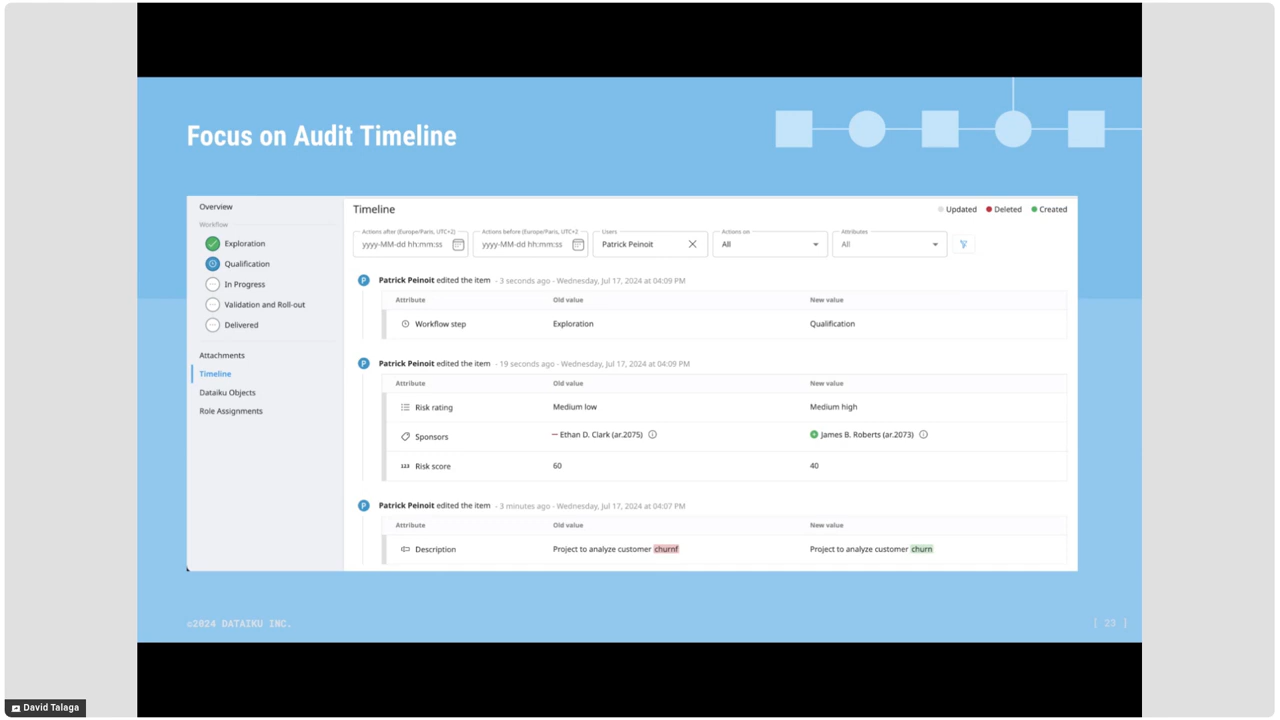 Focus on Audit Timeline
Overview
Workflow
Exploration
Qualification
In Progress
Validation and Roll-out
Delivered
Attachments
Timeline
Dataiku Objects
Role Assignments
Timeline
Updated Deleted Created
Actions after (Europe/Paris, UTC+2) Actions before (Europe/Paris, UTC+2 Users Actions on Attributes
yyyy-MM-dd hh:mm:ss yyyy-MM-dd hh:mm:ss Patrick Peinoit All All
P Patrick Peinoit edited the item - 3 seconds ago - Wednesday, Jul 17, 2024 at 04:09 PM
Attribute Old value New value
Workflow step Exploration Qualification
P Patrick Peinoit edited the item - 19 seconds ago - Wednesday, Jul 17, 2024 at 04:09 PM
Attribute Old value New value
Risk rating Medium low Medium high
Sponsors — Ethan D. Clark (ar.2075) James B. Roberts (ar.2073)
123 Risk score 60 40
P Patrick Peinoit edited the item - 3 minutes ago - Wednesday, Jul 17, 2024 at 04:07 PM
Attribute Old value New value
Description Project to analyze customer churnf Project to analyze customer churn
©2024 DATAIKU INC. [ 23 ]
David Talaga